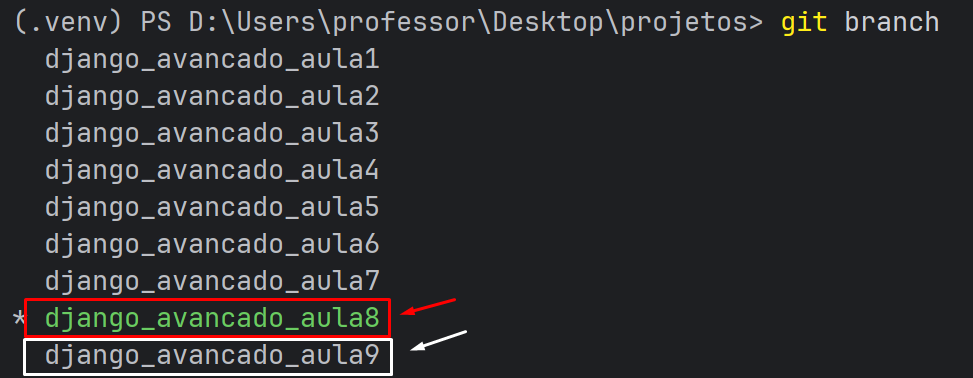 (.venv) PS D:\Users\professor\Desktop\projetos> git branch
django_avancado_aula1
django_avancado_aula2
django_avancado_aula3
django_avancado_aula4
django_avancado_aula5
django_avancado_aula6
django_avancado_aula7
* django_avancado_aula8
django_avancado_aula9